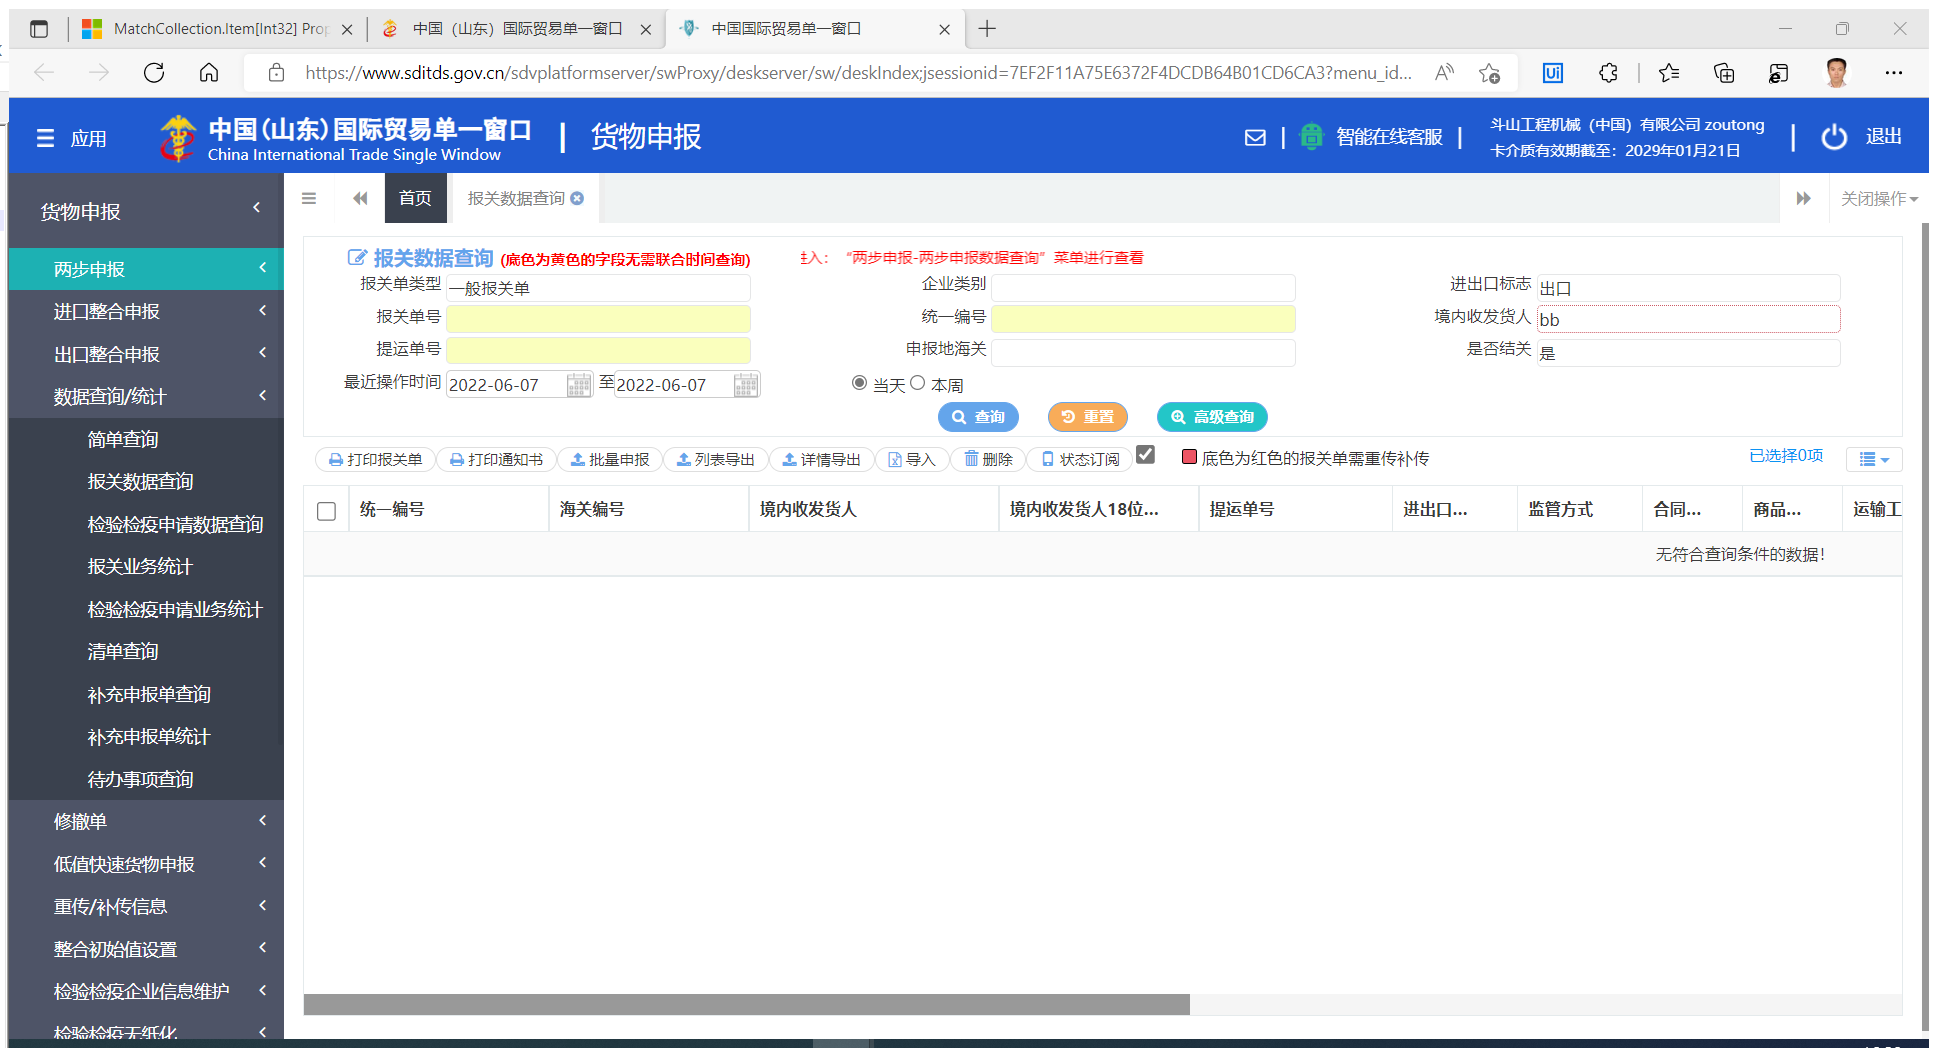 MatchCollection.Item[Int32] Prop
中国（山东）国际贸易单一窗口
中国国际贸易单一窗口
https://www.sditds.gov.cn/sdvplatformserver/swProxy/deskserver/sw/deskIndex;jsessionid=7EF2F11A75E6372F4DCDB64B01CD6CA3?menu_id...
应用
中国(山东)国际贸易单一窗口
China International Trade Single Window
货物申报
智能在线客服
斗山工程机械（中国）有限公司 zoutong
卡介质有效期截至：2029年01月21日
退出
货物申报
首页
报关数据查询
关闭操作
两步申报
进口整合申报
出口整合申报
数据查询/统计
简单查询
报关数据查询
检验检疫申请数据查询
报关业务统计
检验检疫申请业务统计
清单查询
补充申报单查询
补充申报单统计
待办事项查询
修撤单
低值快速货物申报
重传/补传信息
整合初始值设置
检验检疫企业信息维护
检验检疫无纸化
报关数据查询 (底色为黄色的字段无需联合时间查询)
注入：“两步申报-两步申报数据查询”菜单进行查看
报关单类型 一般报关单 企业类别 进出口标志 出口
报关单号 统一编号 境内收发货人 bb
提运单号 申报地海关 是否结关 是
最近操作时间 2022-06-07 至 2022-06-07 当天 本周
查询 重置 高级查询
打印报关单 打印通知书 批量申报 列表导出 详情导出 导入 删除 状态订阅 底色为红色的报关单需重传补传 已选择0项
统一编号 海关编号 境内收发货人 境内收发货人18位... 提运单号 进出口... 监管方式 合同... 商品... 运输工
无符合查询条件的数据！